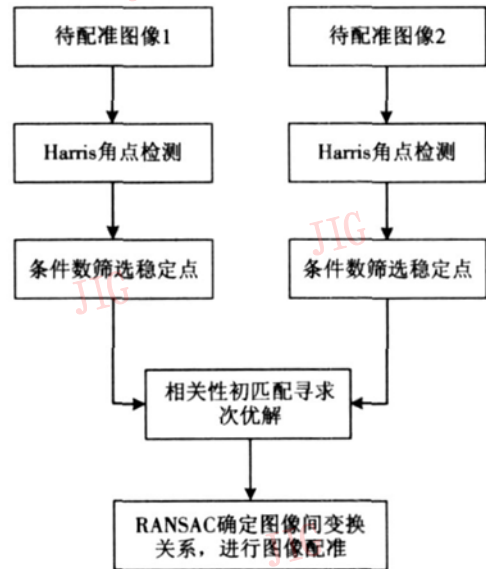 待配准图像1
待配准图像2
Harris角点检测
Harris角点检测
条件数筛选稳定点
条件数筛选稳定点
JIG
JIG
相关性初匹配寻求
次优解
RANSAC确定图像间变换
关系，进行图像配准
JIG